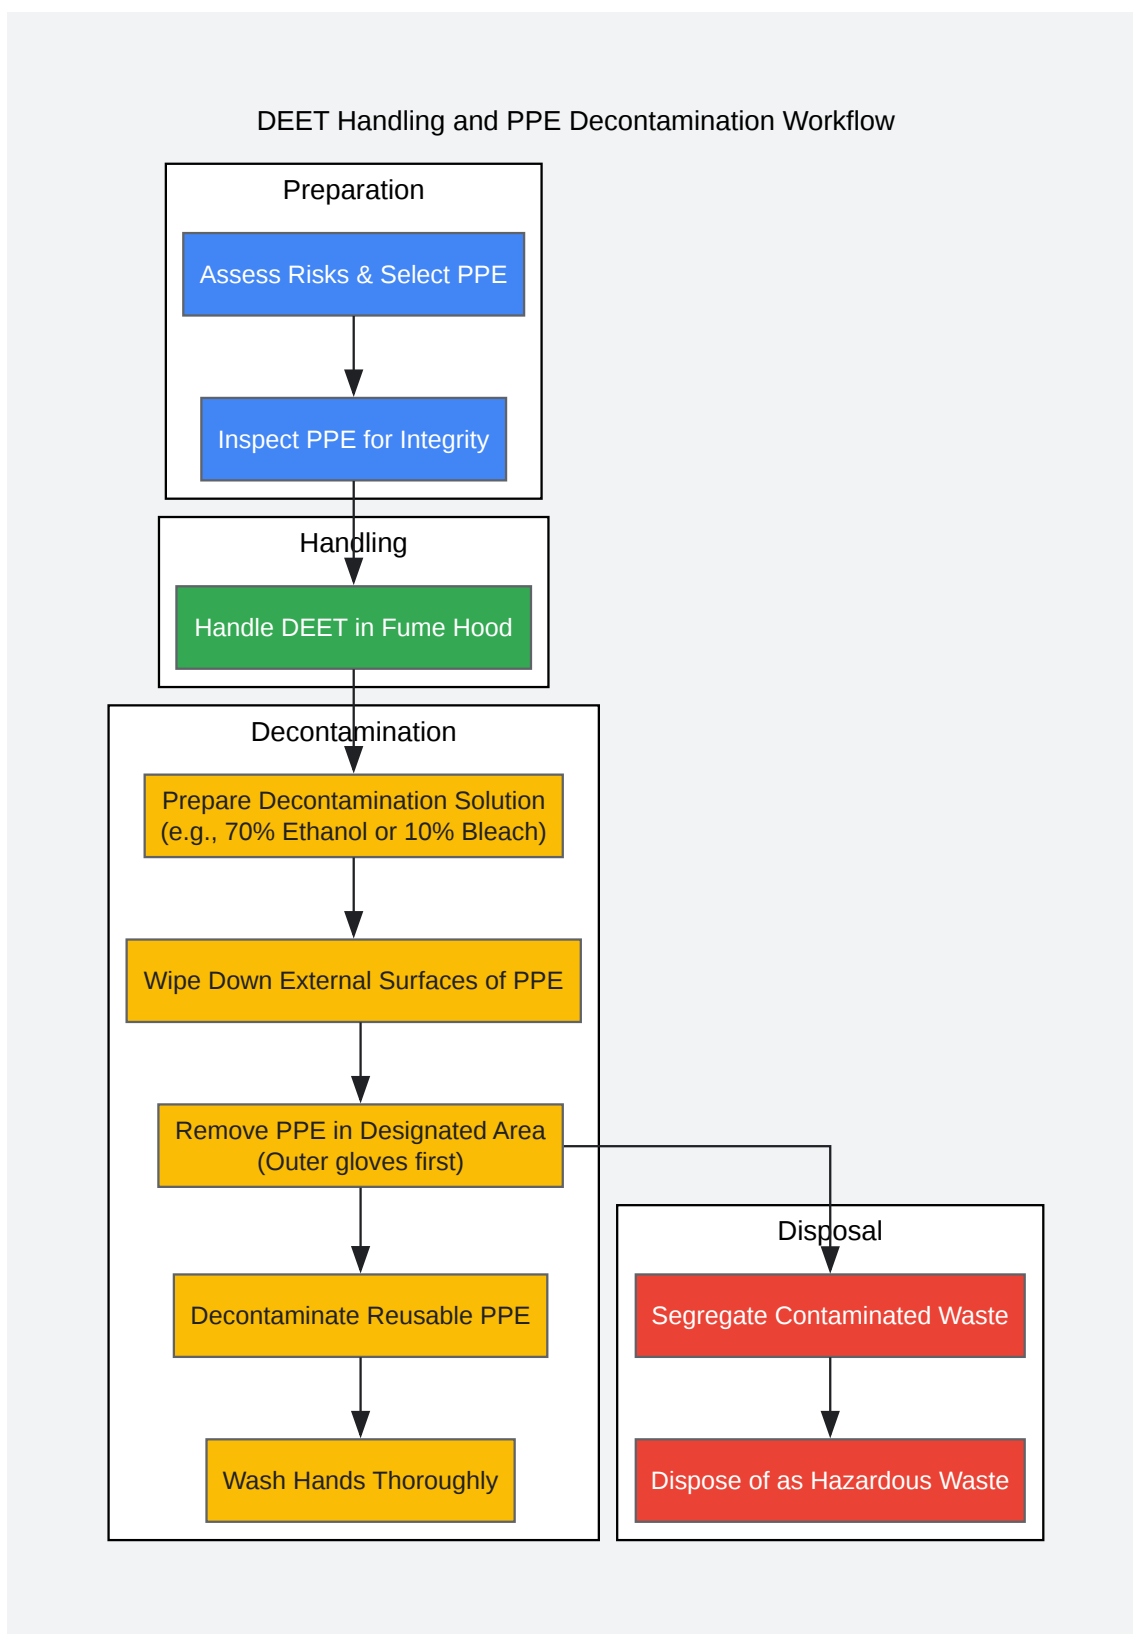 DEET Handling and PPE Decontamination Workflow
Preparation
Assess Risks & Select PPE
Inspect PPE for Integrity
Handling
Handle DEET in Fume Hood
Decontamination
Prepare Decontamination Solution
(e.g., 70% Ethanol or 10% Bleach)
Wipe Down External Surfaces of PPE
Remove PPE in Designated Area
(Outer gloves first)
Decontaminate Reusable PPE
Wash Hands Thoroughly
Disposal
Segregate Contaminated Waste
Dispose of as Hazardous Waste